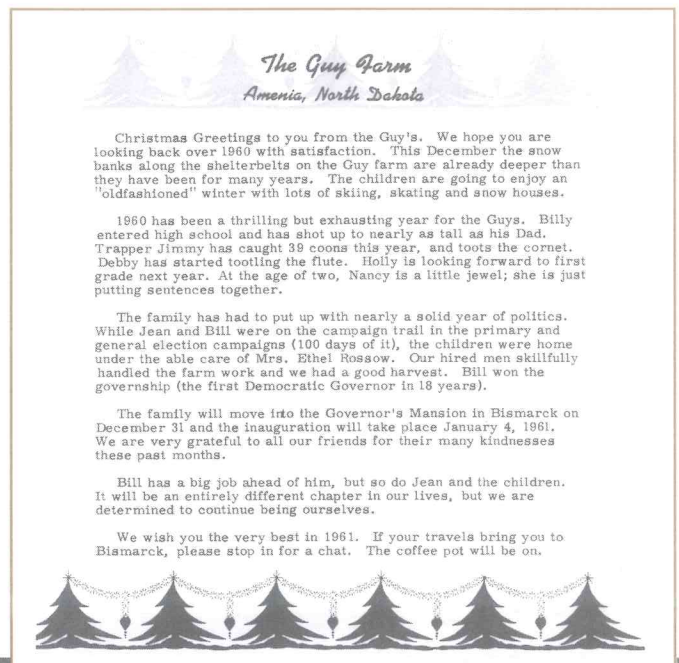 The Guy Farm
Amenia, North Dakota
Christmas Greetings to you from the Guy's. We hope you are
looking back over 1960 with satisfaction. This December the snow
banks along the shelterbelts on the Guy farm are already deeper than
they have been for many years. The children are going to enjoy an
"oldfashioned" winter with lots of skiing, skating and snow houses.
1960 has been a thrilling but exhausting year for the Guys. Billy
entered high school and has shot up to nearly as tall as his Dad.
Trapper Jimmy has caught 39 coons this year, and toots the cornet.
Debby has started tootling the flute. Holly is looking forward to first
grade next year. At the age of two, Nancy is a little jewel; she is just
putting sentences together.
The family has had to put up with nearly a solid year of politics.
While Jean and Bill were on the campaign trail in the primary and
general election campaigns (100 days of it), the children were home
under the able care of Mrs. Ethel Rossow. Our hired men skillfully
handled the farm work and we had a good harvest. Bill won the
governship (the first Democratic Governor in 18 years).
The family will move into the Governor's Mansion in Bismarck on
December 31 and the inauguration will take place January 4, 1961.
We are very grateful to all our friends for their many kindnesses
these past months.
Bill has a big job ahead of him, but so do Jean and the children.
It will be an entirely different chapter in our lives, but we are
determined to continue being ourselves.
We wish you the very best in 1961. If your travels bring you to
Bismarck, please stop in for a chat. The coffee pot will be on.